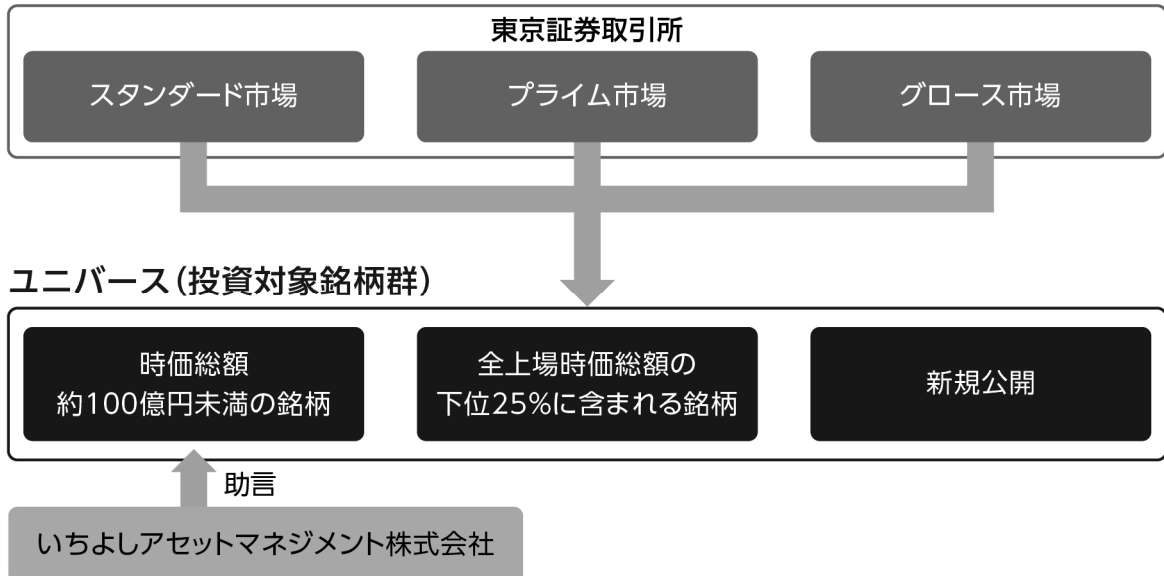 東京証券取引所
スタンダード市場
プライム市場
グロース市場
ユニバース（投資対象銘柄群）
時価総額
約100億円未満の銘柄
全上場時価総額の
下位25%に含まれる銘柄
新規公開
助言
いちよしアセットマネジメント株式会社